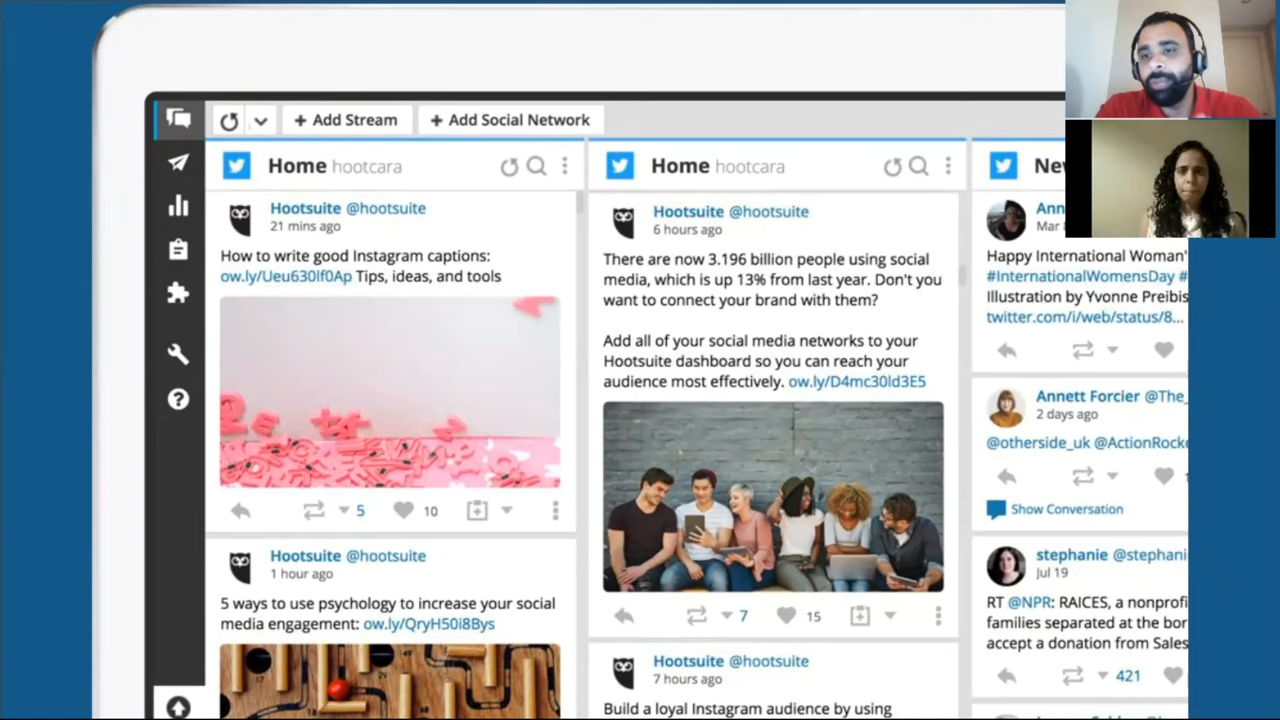 + Add Stream
+ Add Social Network
Home hootcara
Hootsuite @hootsuite
21 mins ago
How to write good Instagram captions:
ow.ly/Ueu630lf0Ap Tips, ideas, and tools
5
10
Hootsuite @hootsuite
1 hour ago
5 ways to use psychology to increase your social
media engagement: ow.ly/QryH50i8Bys
Home hootcara
Hootsuite @hootsuite
6 hours ago
There are now 3.196 billion people using social
media, which is up 13% from last year. Don't you
want to connect your brand with them?
Add all of your social media networks to your
Hootsuite dashboard so you can reach your
audience most effectively. ow.ly/D4mc30ld3E5
7
15
Hootsuite @hootsuite
7 hours ago
Build a loyal Instagram audience by using
Ann
Mar
Happy International Woman'
#InternationalWomensDay #
Illustration by Yvonne Preibis
twitter.com/i/web/status/8...
Annett Forcier @The_
2 days ago
@otherside_uk @ActionRock
Show Conversation
stephanie @stephani
Jul 19
RT @NPR: RAICES, a nonprofi
families separated at the bor
accept a donation from Sales
421